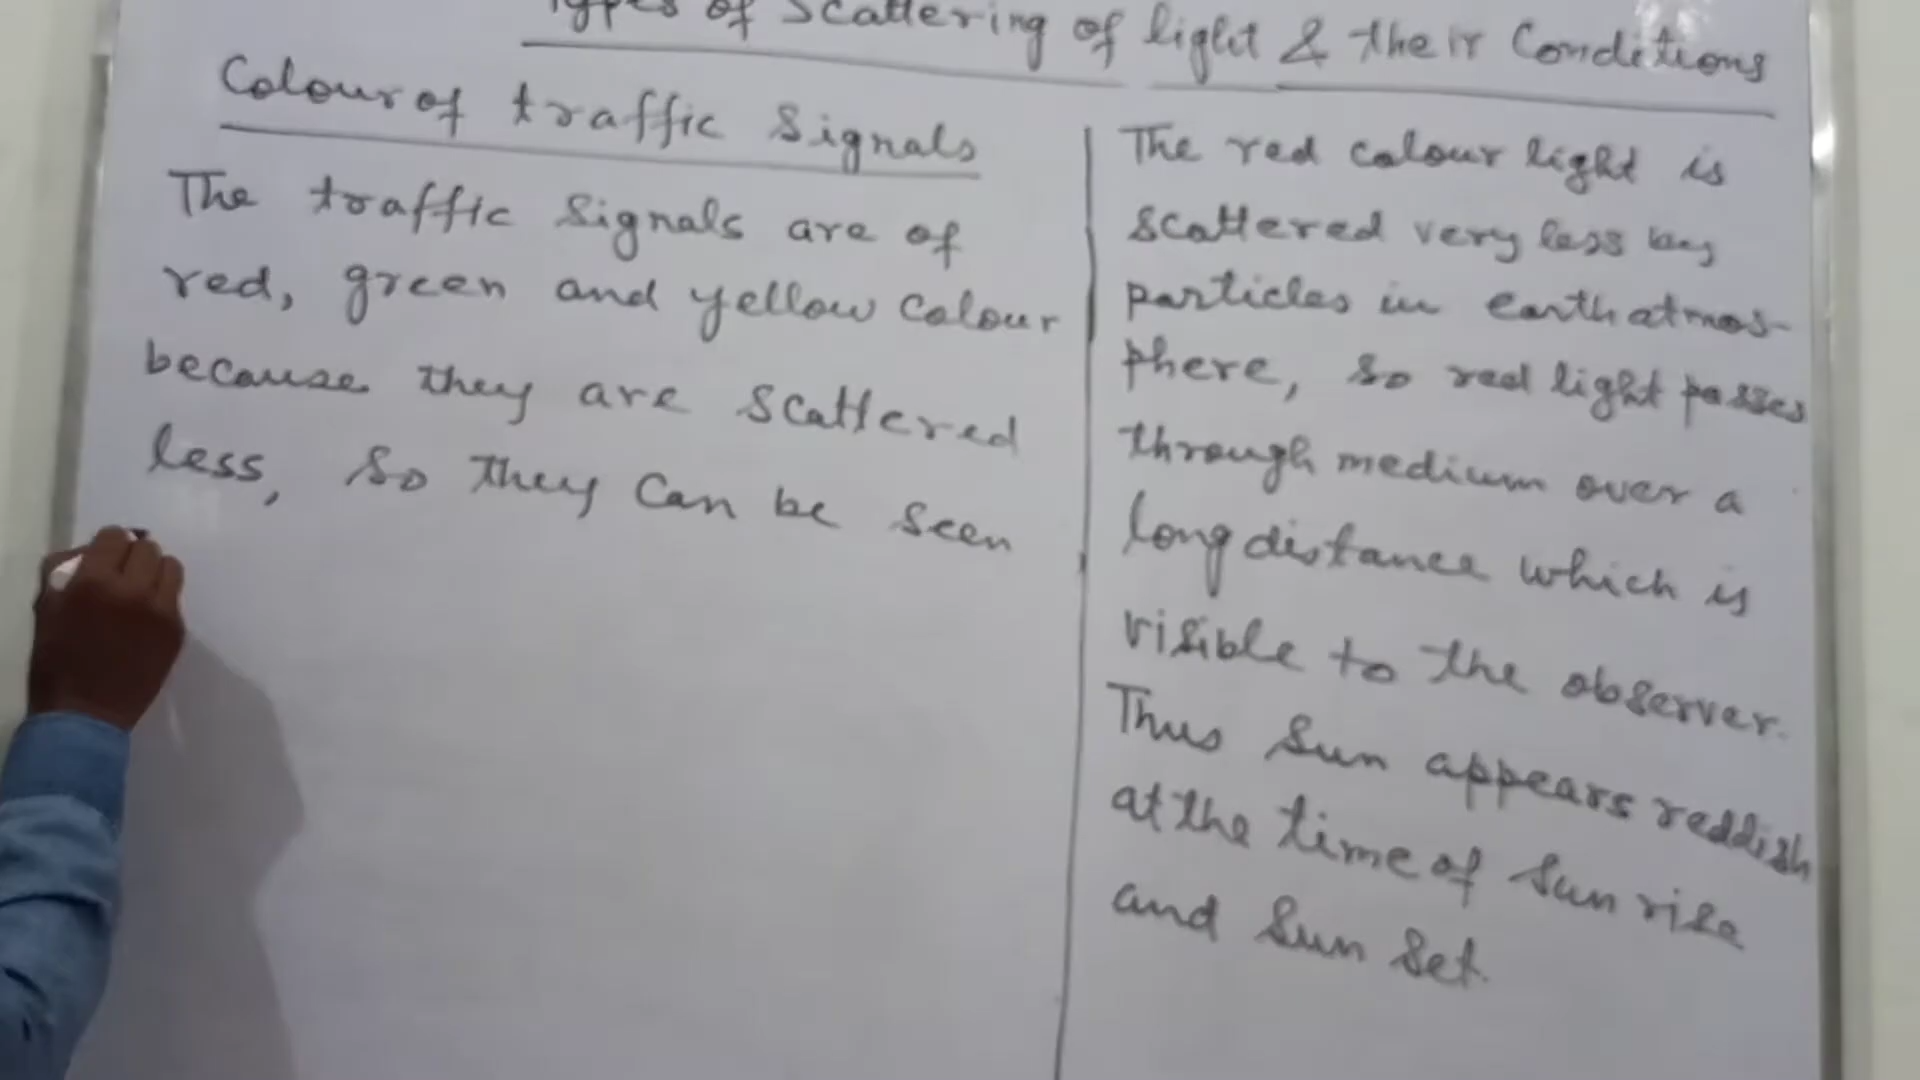 Types of Scattering of light & their Conditions
Colour of traffic Signals
The traffic Signals are of
red, green and yellow Colour
because they are Scattered
less, So they Can be Seen
The red colour light is
Scattered very less by
particles in earth atmos-
phere, So red light passes
through medium over a
long distance which is
visible to the observer.
Thus Sun appears reddish
at the time of Sun rise
and Sun Set.